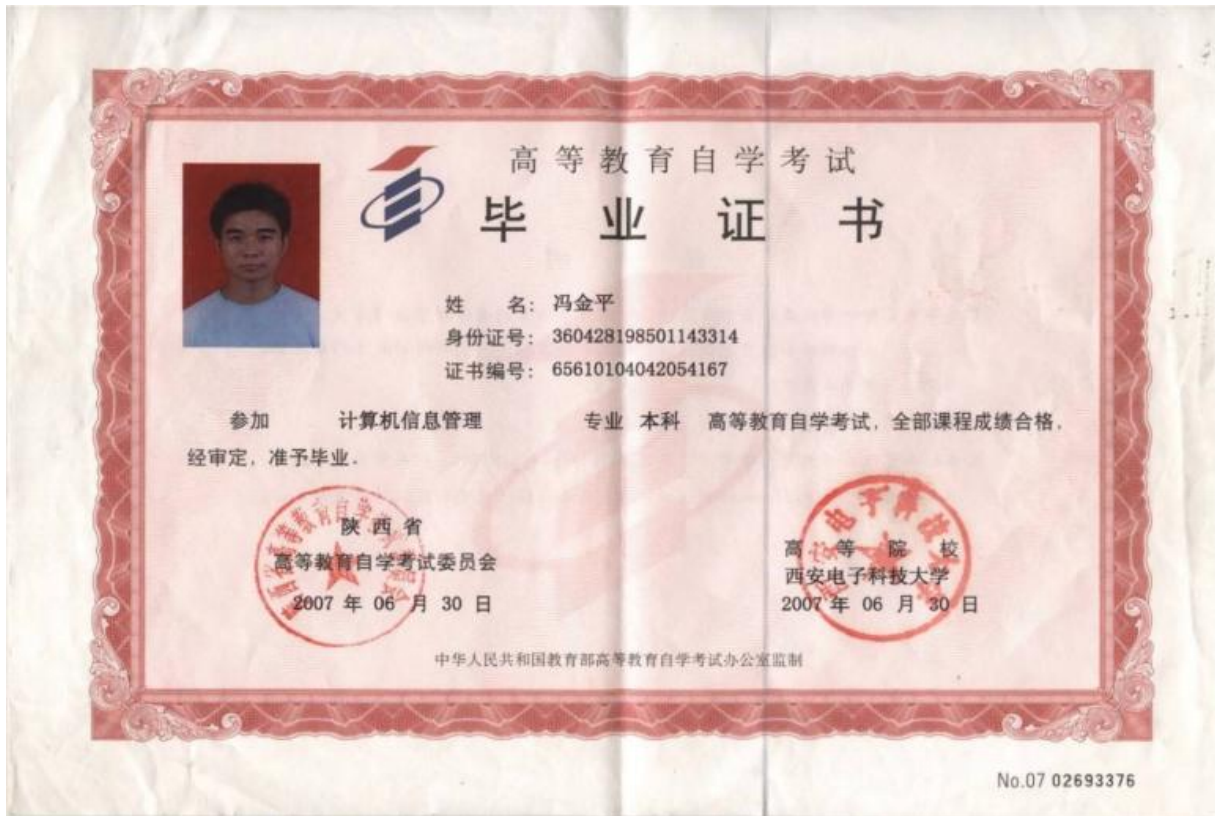 高等教育自学考试
毕业证书
姓 名： 冯金平
身份证号： 360428198501143314
证书编号： 65610104042054167
参加 计算机信息管理 专业 本科 高等教育自学考试，全部课程成绩合格，
经审定，准予毕业．
陕西省
高等教育自学考试委员会
2007 年 06 月 30 日
高等院校
西安电子科技大学
2007 年 06 月 30 日
中华人民共和国教育部高等教育自学考试办公室监制
No.07 02693376